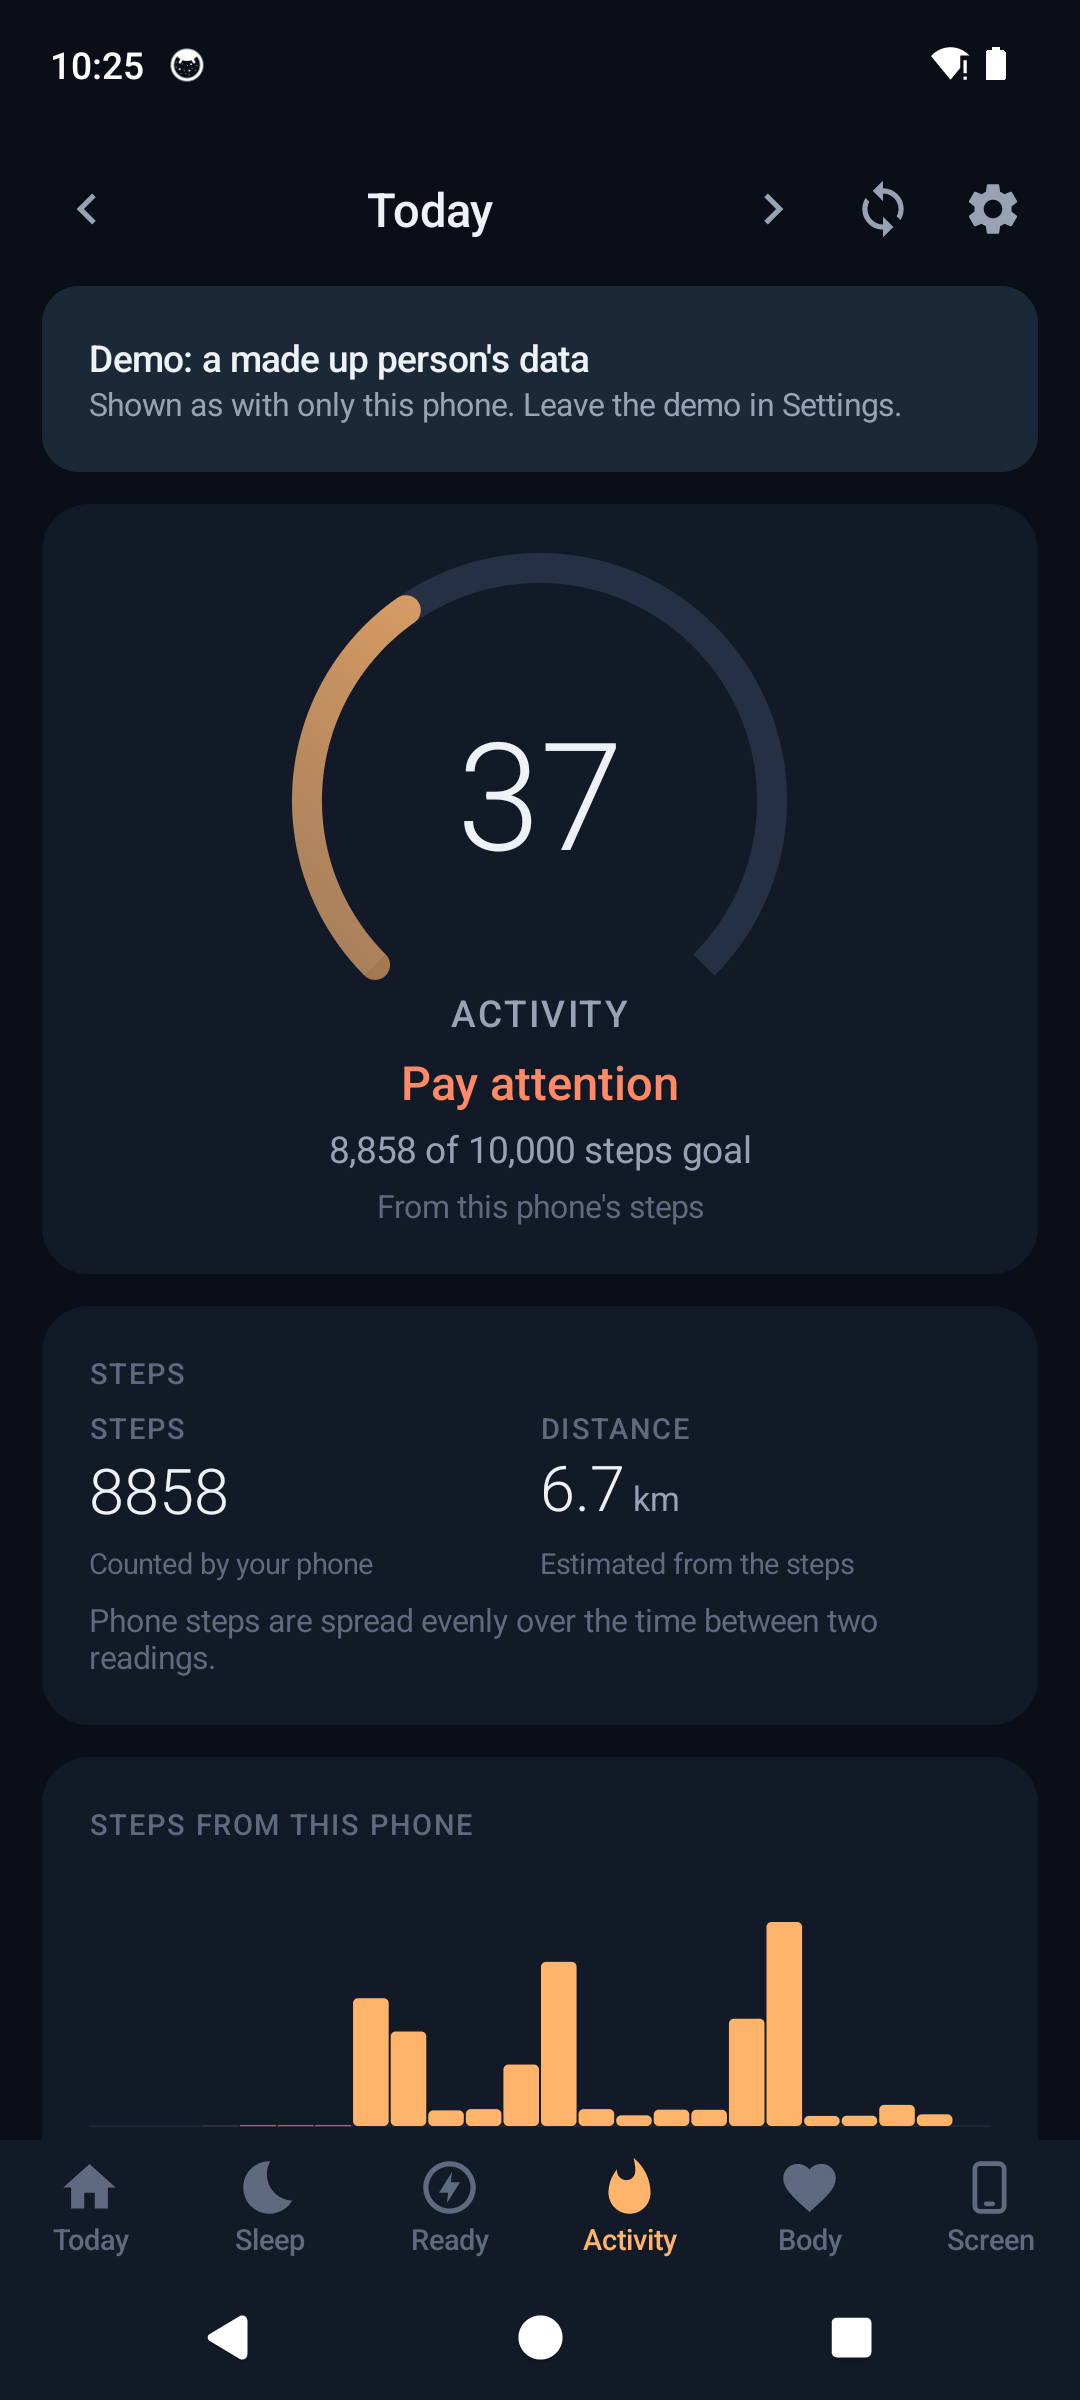 10:25
Today
Demo: a made up person's data
Shown as with only this phone. Leave the demo in Settings.
37
ACTIVITY
Pay attention
8,858 of 10,000 steps goal
From this phone's steps
STEPS
STEPS
DISTANCE
8858
6.7 km
Counted by your phone
Estimated from the steps
Phone steps are spread evenly over the time between two
readings.
STEPS FROM THIS PHONE
Today
Sleep
Ready
Activity
Body
Screen